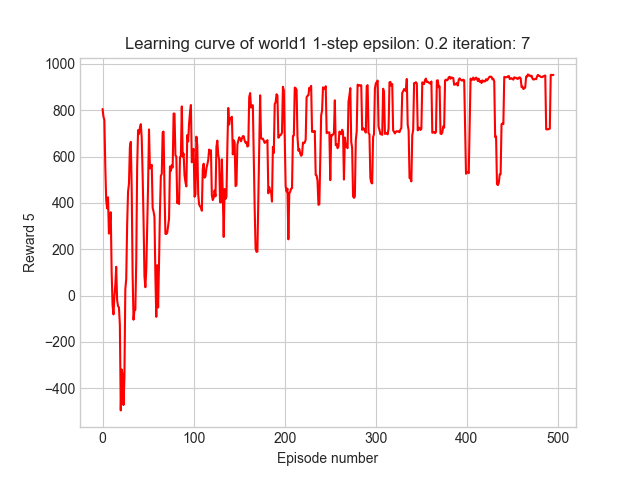 Learning curve of world1 1-step epsilon: 0.2 iteration: 7
1000
800
600
400
200
0
−200
−400
Reward 5
0 100 200 300 400 500
Episode number